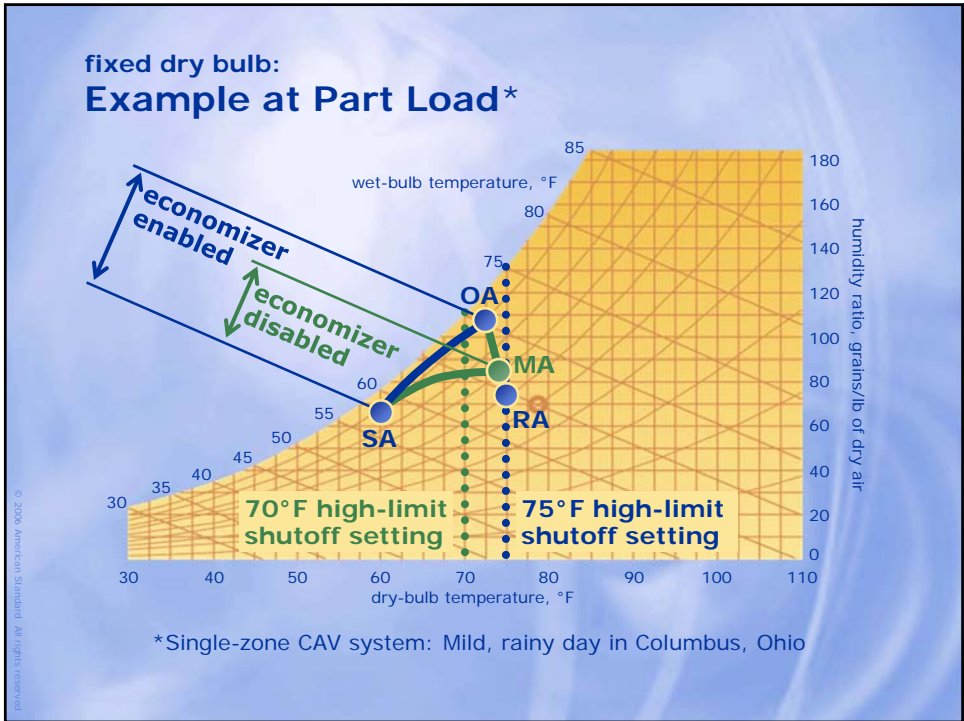 fixed dry bulb:
Example at Part Load*
85
wet-bulb temperature, °F
80
75
60
55
50
45
40
35
30
180
160
140
120
100
80
60
40
20
0
humidity ratio, grains/lb of dry air
economizer
enabled
economizer
disabled
OA
MA
RA
SA
70°F high-limit
shutoff setting
75°F high-limit
shutoff setting
30 40 50 60 70 80 90 100 110
dry-bulb temperature, °F
*Single-zone CAV system: Mild, rainy day in Columbus, Ohio
© 2006 American Standard All rights reserved